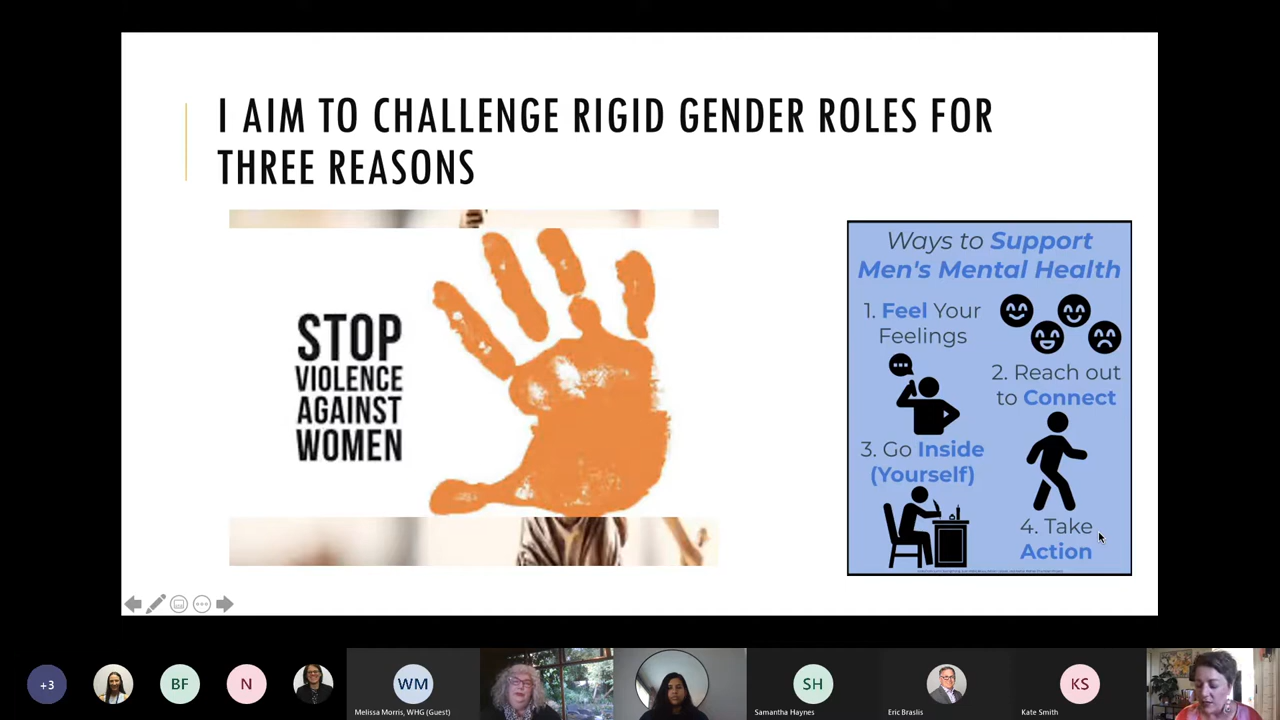 I AIM TO CHALLENGE RIGID GENDER ROLES FOR
THREE REASONS
STOP
VIOLENCE
AGAINST
WOMEN
Ways to Support
Men's Mental Health
1. Feel Your
Feelings
2. Reach out
to Connect
3. Go Inside
(Yourself)
4. Take
Action
+3
BF
N
WM
Melissa Morris, WHG (Guest)
SH
Samantha Haynes
Eric Braslis
KS
Kate Smith